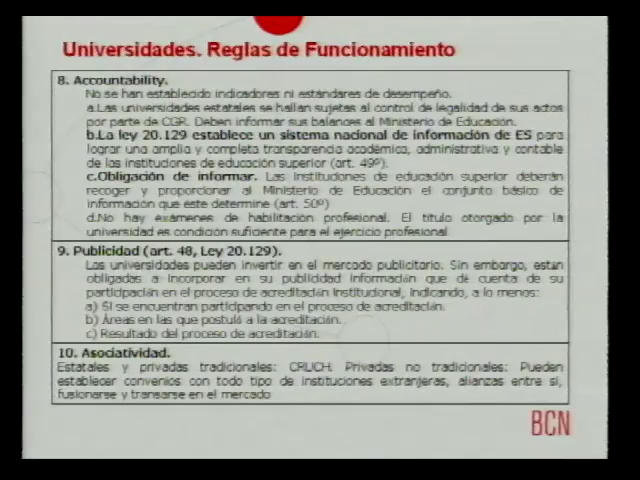 Universidades. Reglas de Funcionamiento
8. Accountability.
No se han establecido indicadores ni estándares de desempeño.
a.Las universidades estatales se hallan sujetas al control de legalidad de sus actos
por parte de CGR. Deben informar sus balances al Ministerio de Educación.
b.La ley 20.129 establece un sistema nacional de información de ES para
lograr una amplia y completa transparencia académica, administrativa y contable
de las instituciones de educación superior (art. 49º).
c.Obligación de informar. Las instituciones de educación superior deberán
recoger y proporcionar al Ministerio de Educación el conjunto básico de
información que éste determine (art. 50º)
d.No hay exámenes de habilitación profesional. El título otorgado por la
universidad es condición suficiente para el ejercicio profesional
9. Publicidad (art. 48, Ley 20.129).
Las universidades pueden invertir en el mercado publicitario. Sin embargo, están
obligadas a incorporar en su publicidad información que dé cuenta de su
participación en el proceso de acreditación institucional, indicando, a lo menos:
a) Si se encuentran participando en el proceso de acreditación.
b) Áreas en las que postuló a la acreditación.
c) Resultado del proceso de acreditación.
10. Asociatividad.
Estatales y privadas tradicionales: CRUCH. Privadas no tradicionales: Pueden
establecer convenios con todo tipo de instituciones extranjeras, alianzas entre sí,
fusionarse y transarse en el mercado
BCN